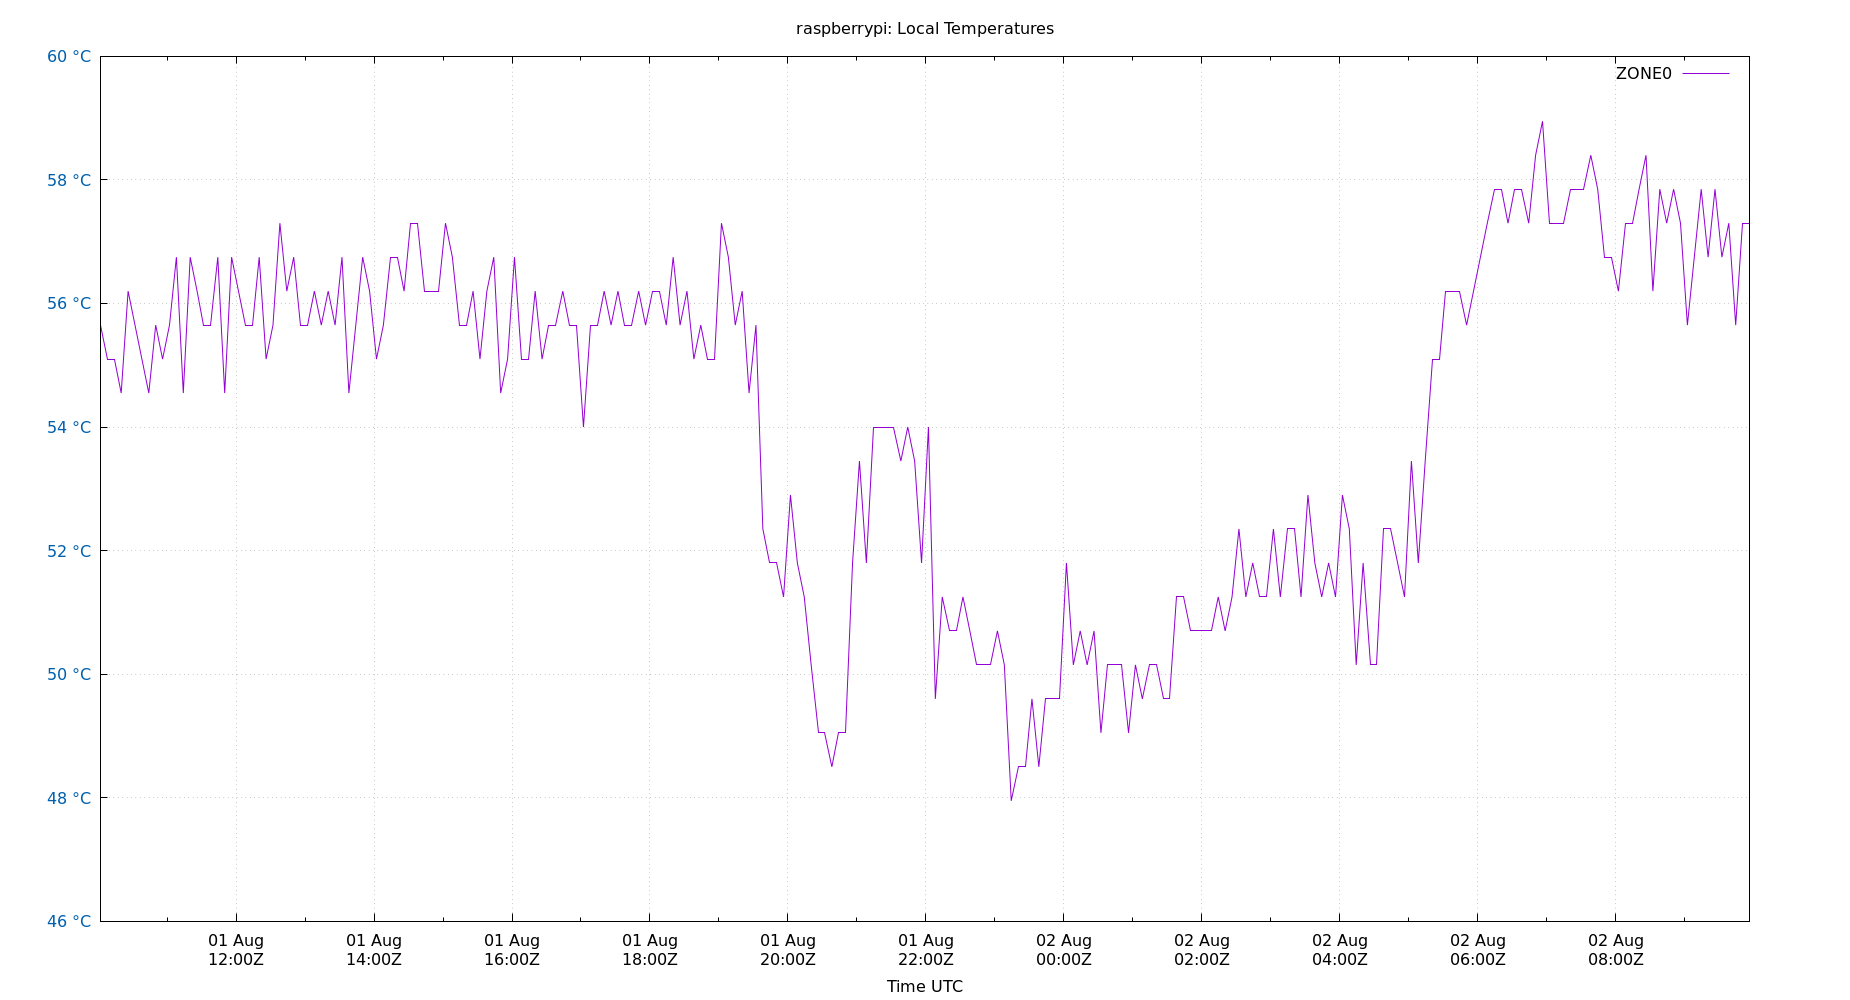 raspberrypi: Local Temperatures
60 °C
ZONE0
58 °C
56 °C
54 °C
52 °C
50 °C
48 °C
46 °C
01 Aug 01 Aug 01 Aug 01 Aug 01 Aug 01 Aug 02 Aug 02 Aug 02 Aug 02 Aug 02 Aug
12:00Z 14:00Z 16:00Z 18:00Z 20:00Z 22:00Z 00:00Z 02:00Z 04:00Z 06:00Z 08:00Z
Time UTC